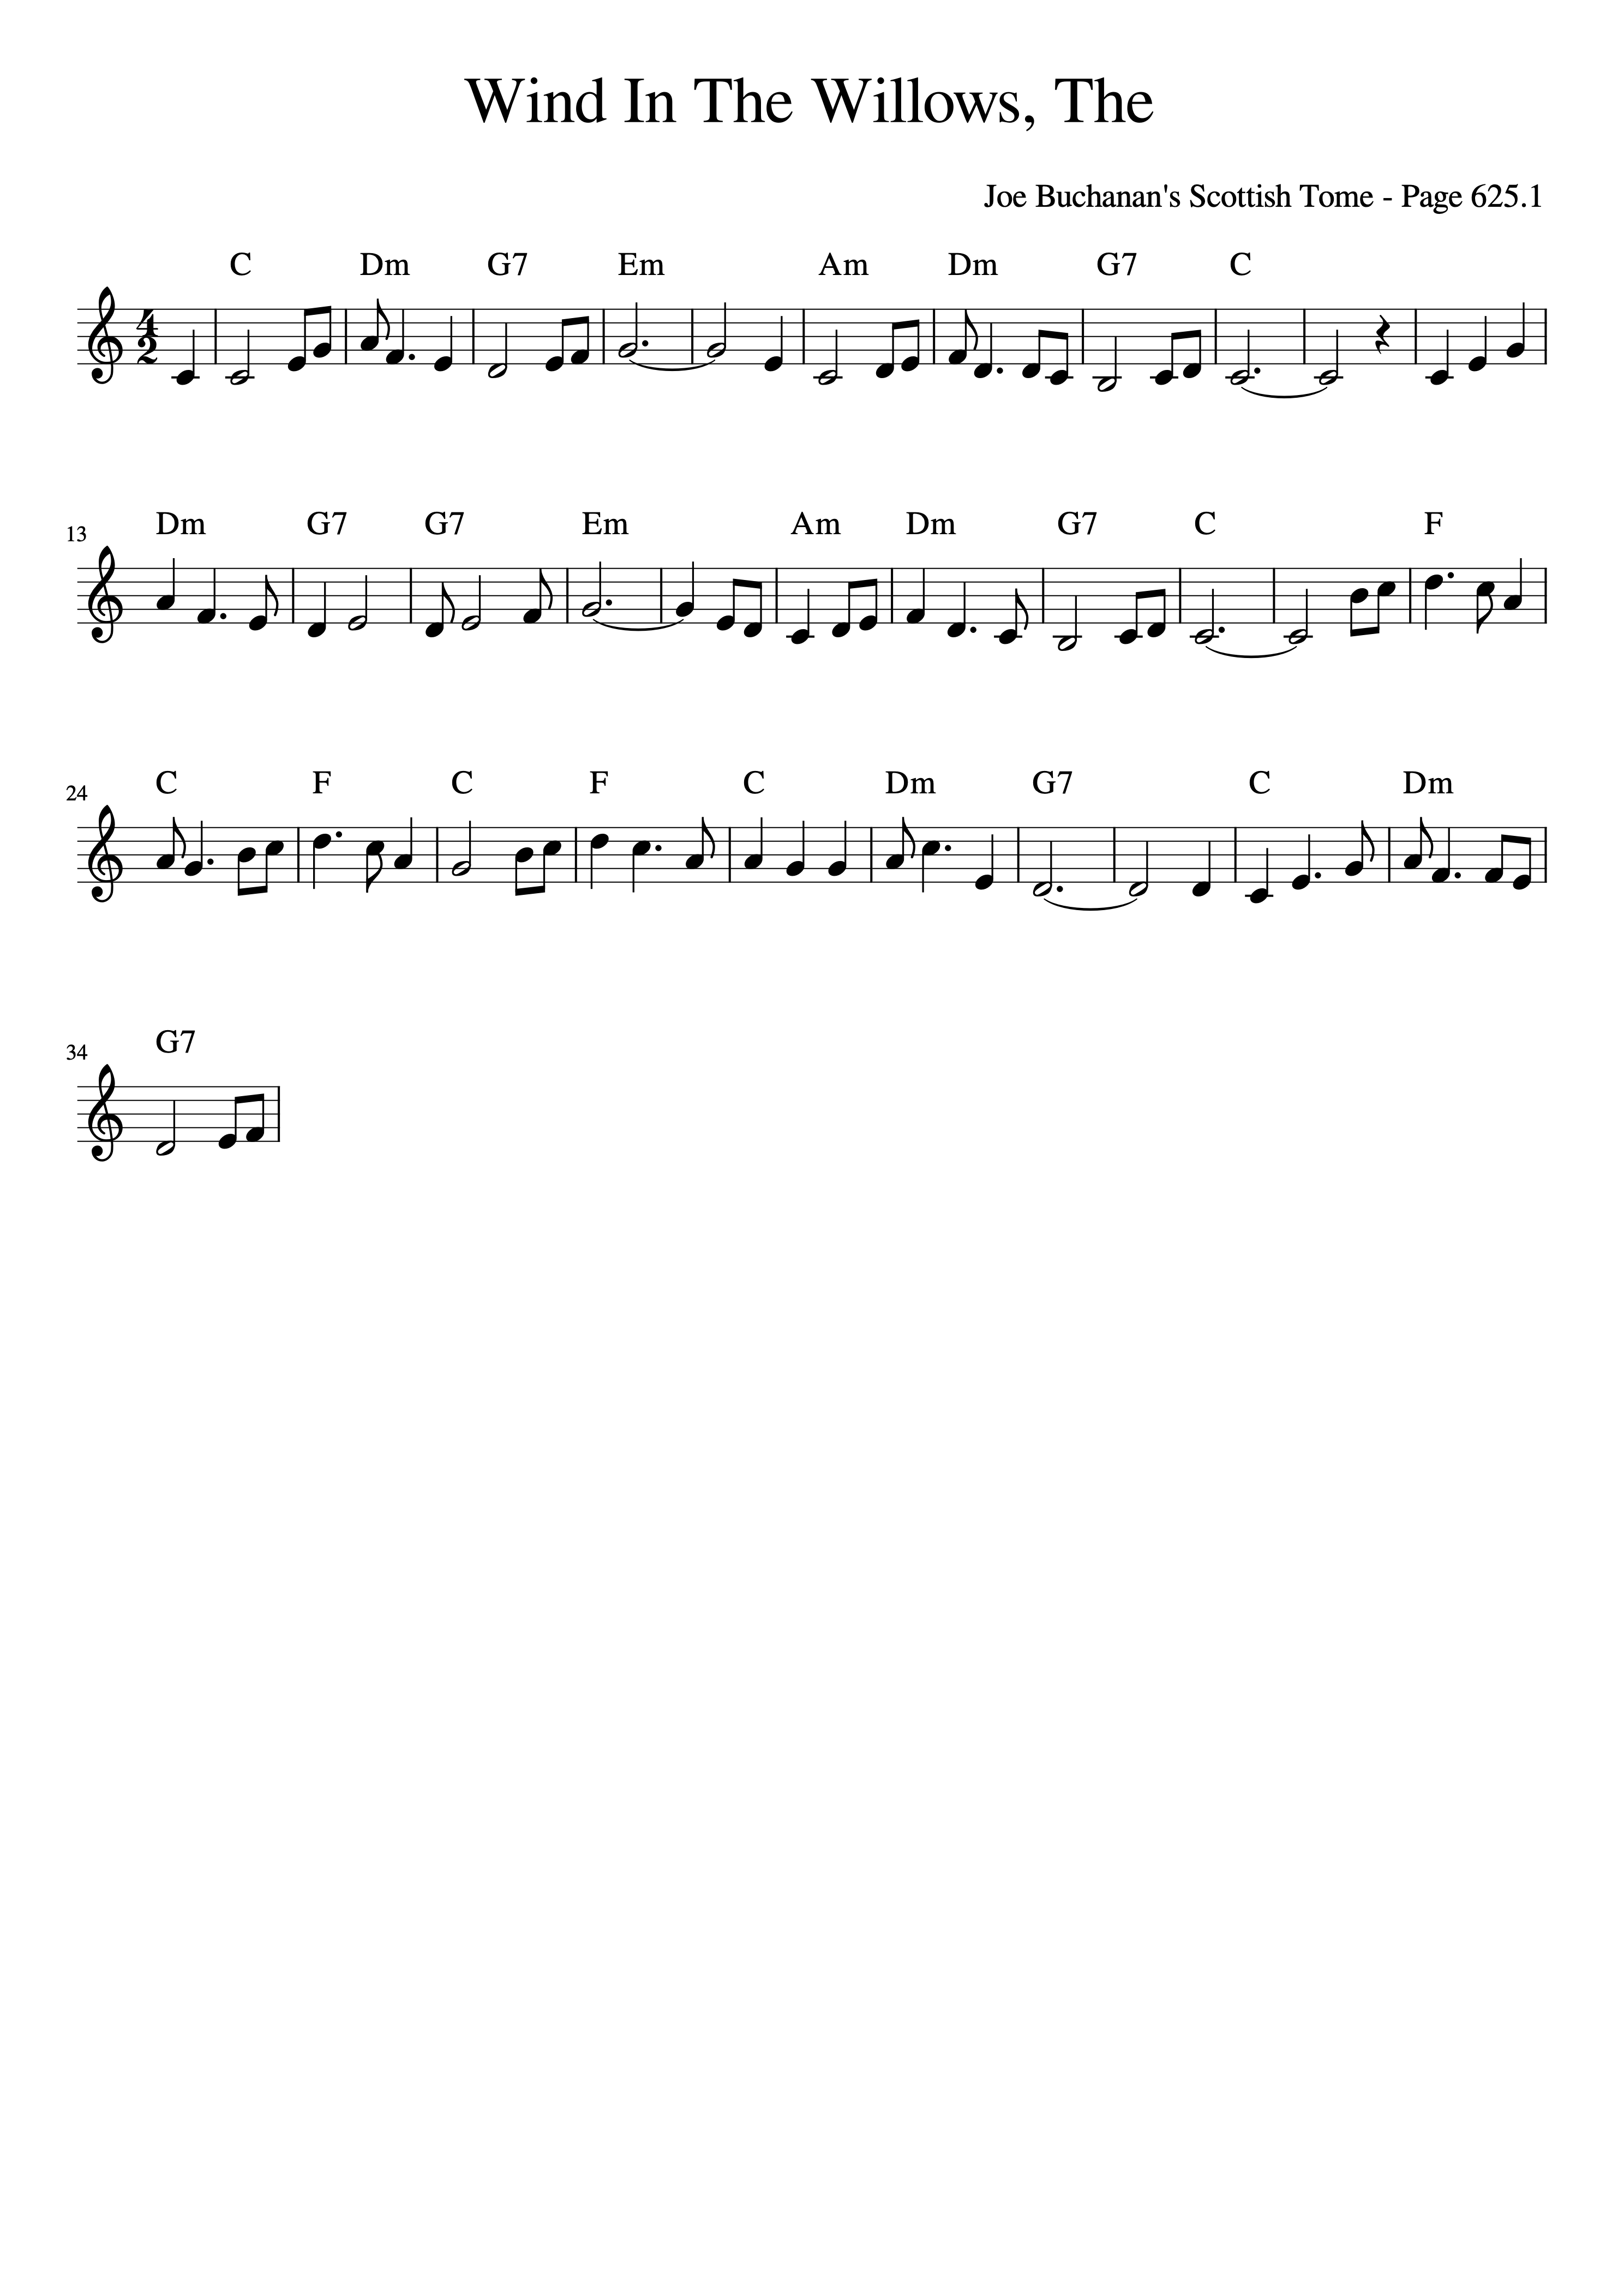 Wind In The Willows, The
Joe Buchanan's Scottish Tome - Page 625.1
C Dm G7 Em Am Dm G7 C
4
2
13
Dm G7 G7 Em Am Dm G7 C F
24
C F C F C Dm G7 C Dm
34
G7